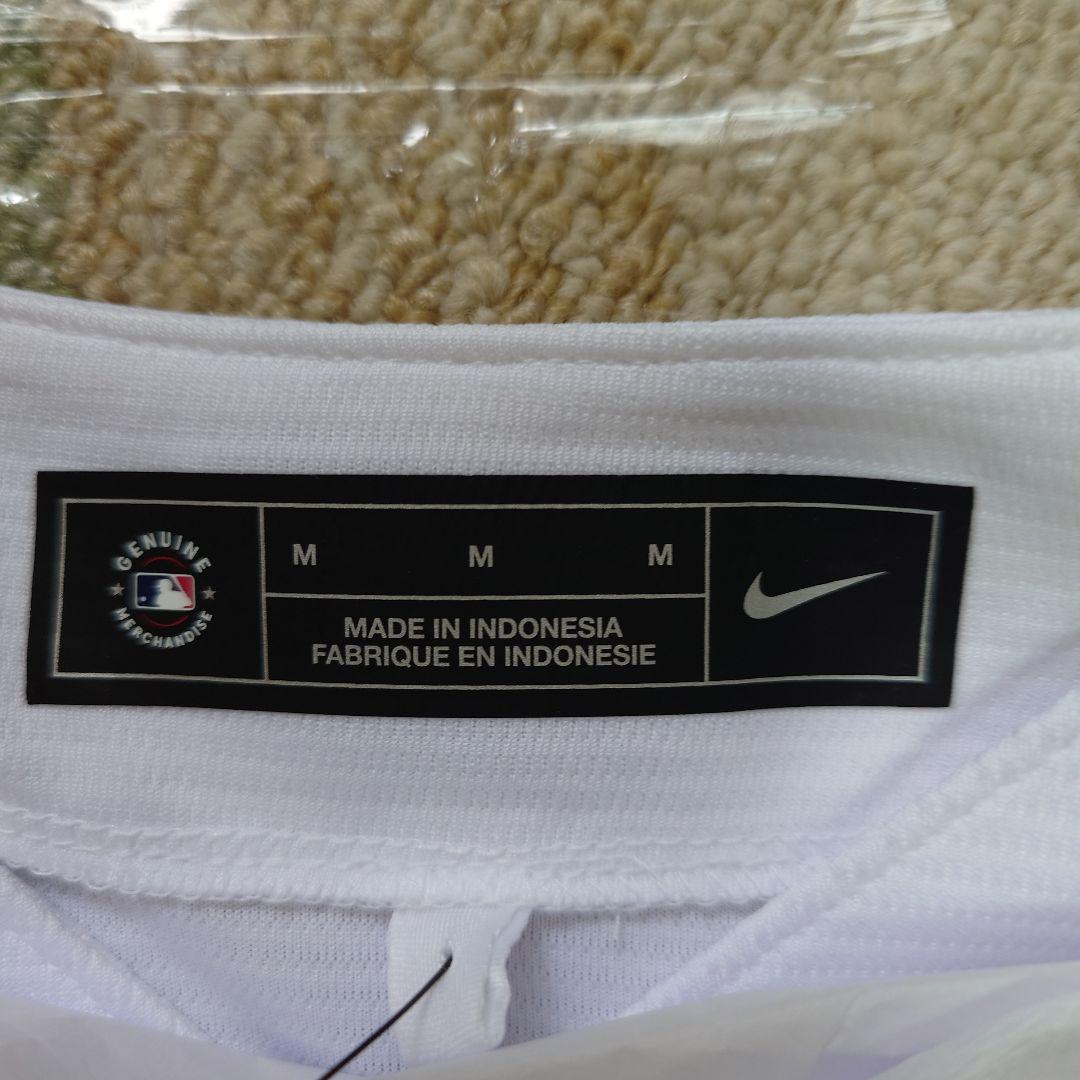 GENUINE
MERCHANDISE
M M M
MADE IN INDONESIA
FABRIQUE EN INDONESIE